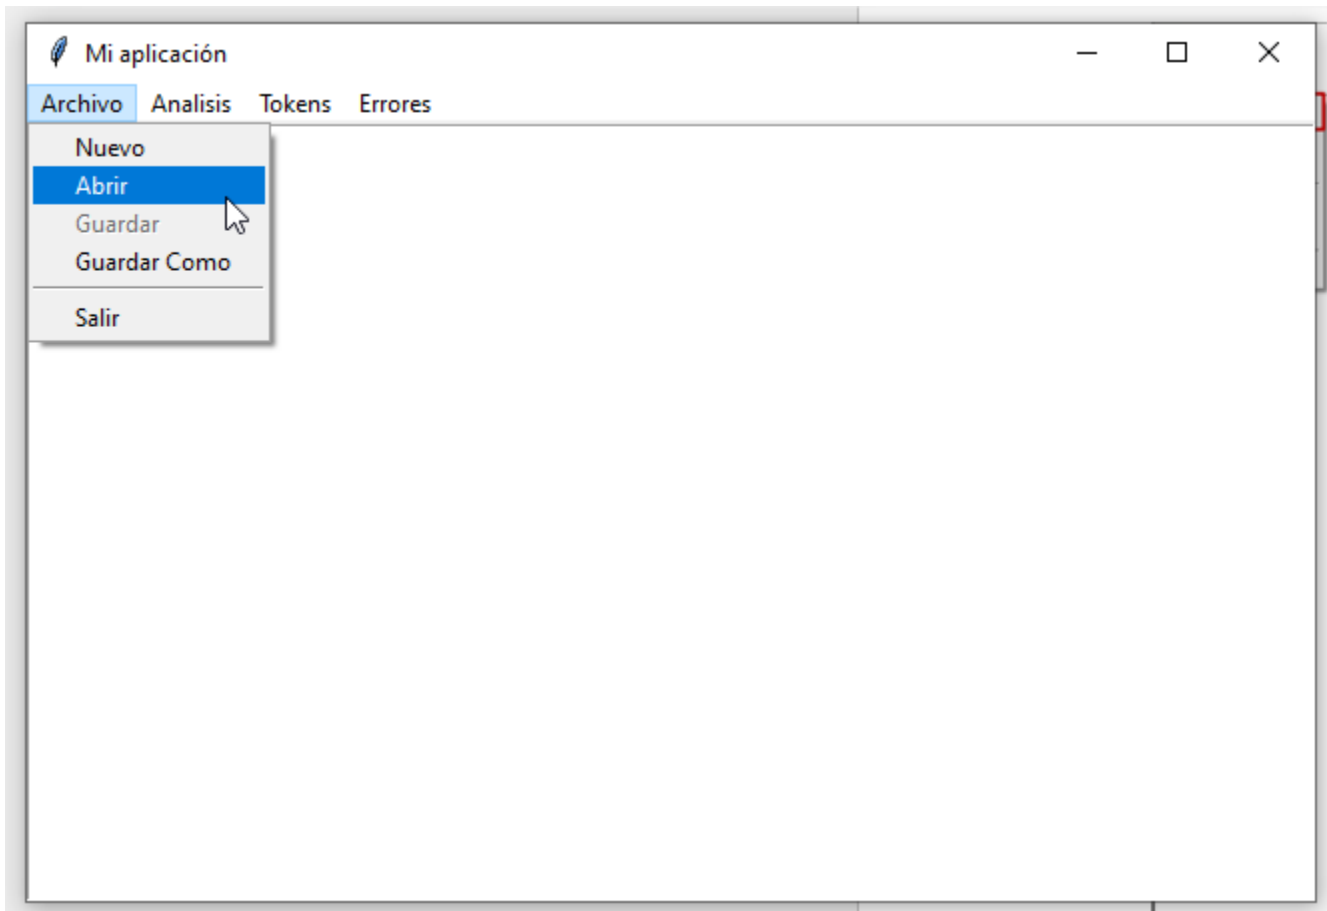 Mi aplicación
Archivo Analisis Tokens Errores
Nuevo
Abrir
Guardar
Guardar Como
Salir